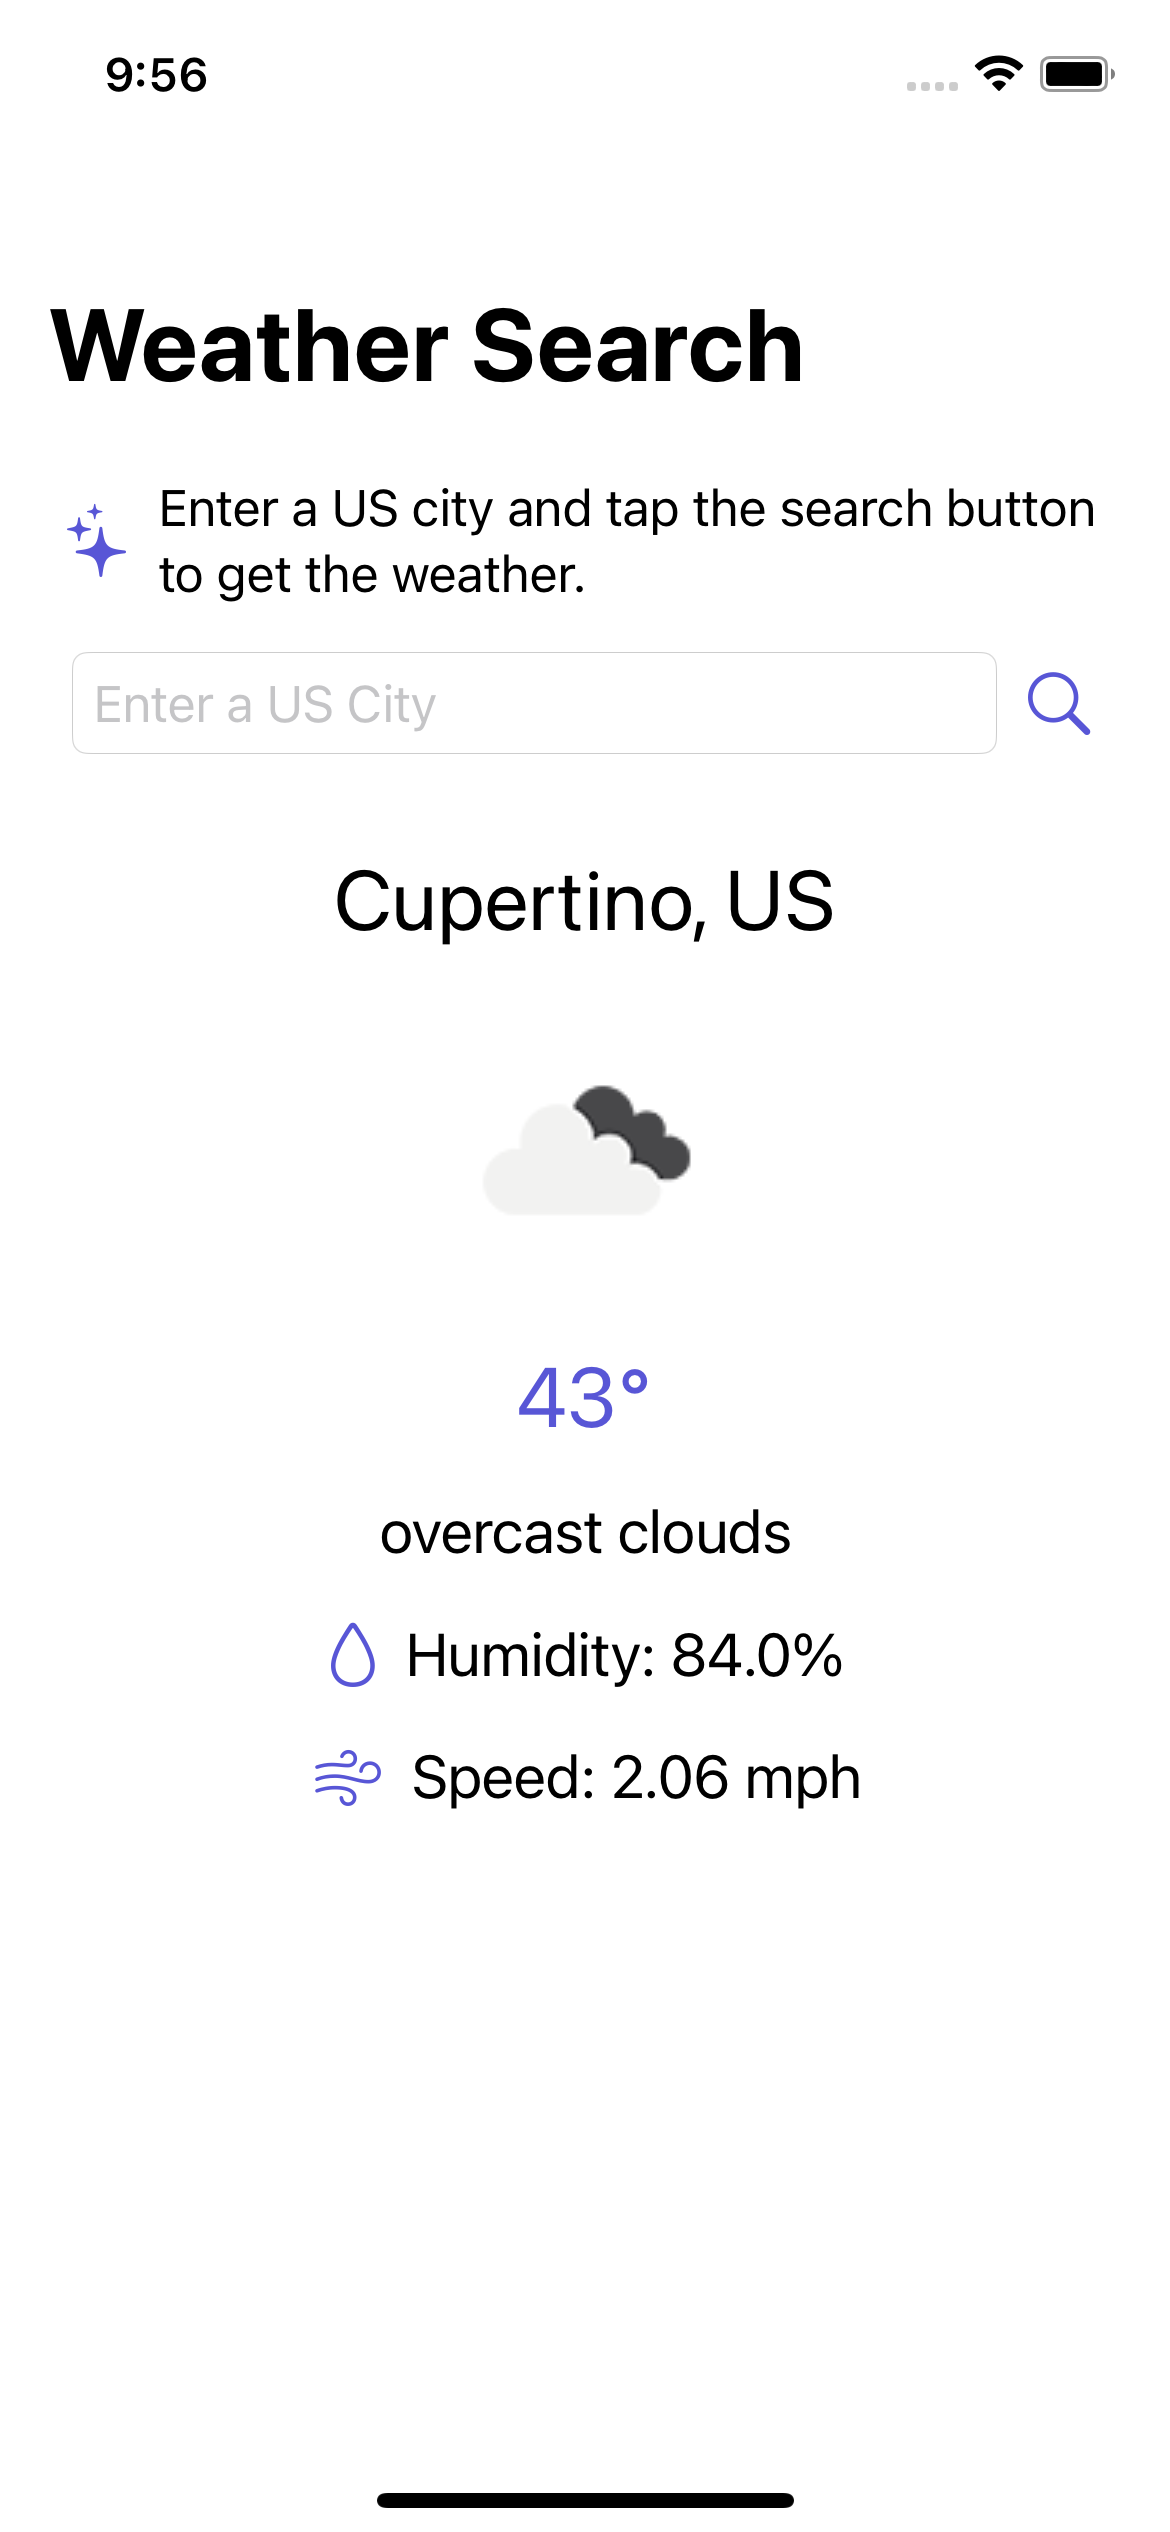 9:56
Weather Search
Enter a US city and tap the search button
to get the weather.
Enter a US City
Cupertino, US
43°
overcast clouds
Humidity: 84.0%
Speed: 2.06 mph